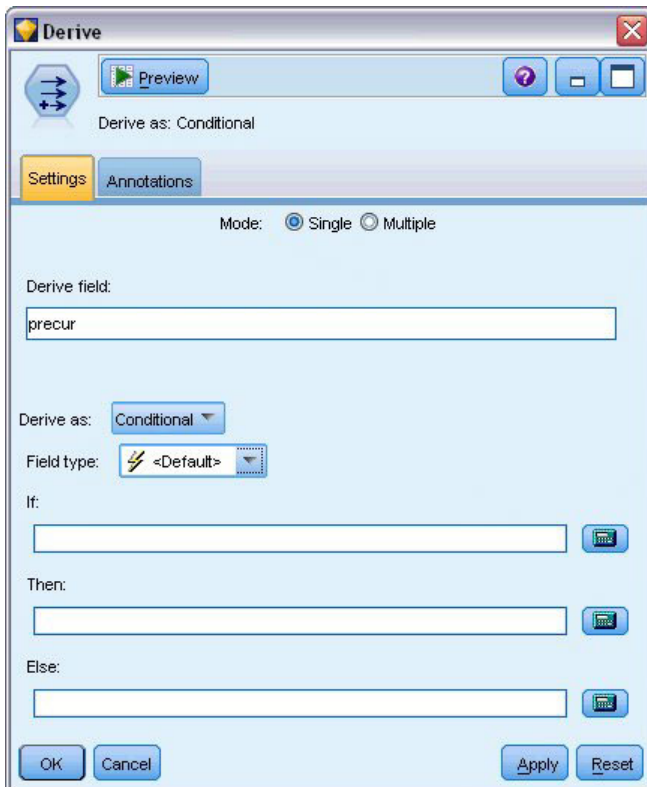 Derive
Preview
Derive as: Conditional
Settings Annotations
Mode: Single Multiple
Derive field:
precur
Derive as: Conditional
Field type: <Default>
If:
Then:
Else:
OK Cancel Apply Reset